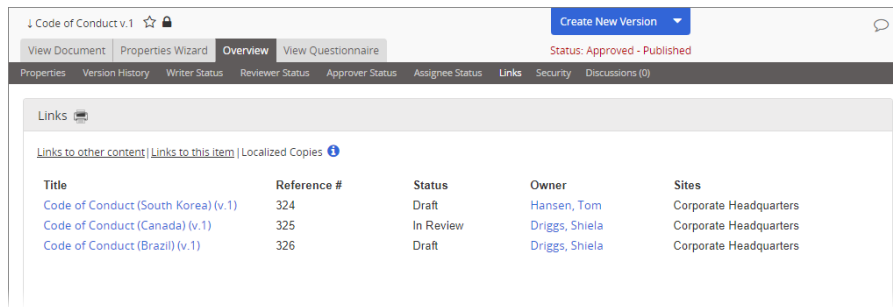 ↓ Code of Conduct v.1 Create New Version
View Document Properties Wizard Overview View Questionnaire Status: Approved - Published
Properties Version History Writer Status Reviewer Status Approver Status Assignee Status Links Security Discussions (0)
Links
Links to other content | Links to this item | Localized Copies
Title Reference # Status Owner Sites
Code of Conduct (South Korea) (v.1) 324 Draft Hansen, Tom Corporate Headquarters
Code of Conduct (Canada) (v.1) 325 In Review Driggs, Shiela Corporate Headquarters
Code of Conduct (Brazil) (v.1) 326 Draft Driggs, Shiela Corporate Headquarters